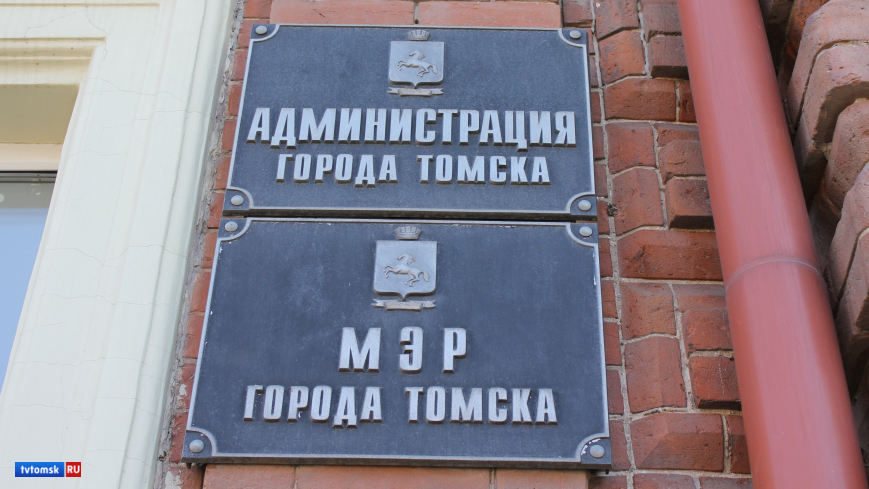 АДМИНИСТРАЦИЯ
ГОРОДА ТОМСКА
МЭР
ГОРОДА ТОМСКА
tvtomsk RU